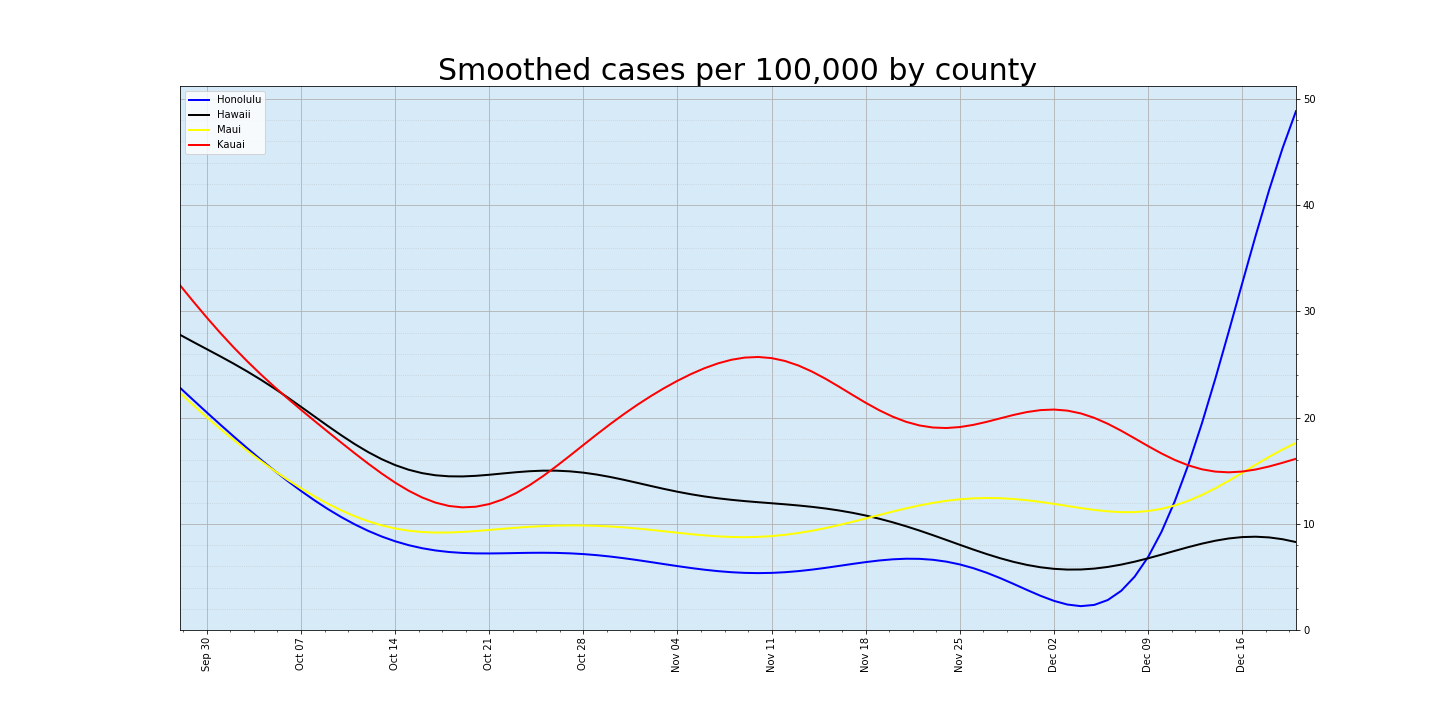 Smoothed cases per 100,000 by county
Honolulu
Hawaii
Maui
Kauai
50
40
30
20
10
0
Sep 30
Oct 07
Oct 14
Oct 21
Oct 28
Nov 04
Nov 11
Nov 18
Nov 25
Dec 02
Dec 09
Dec 16